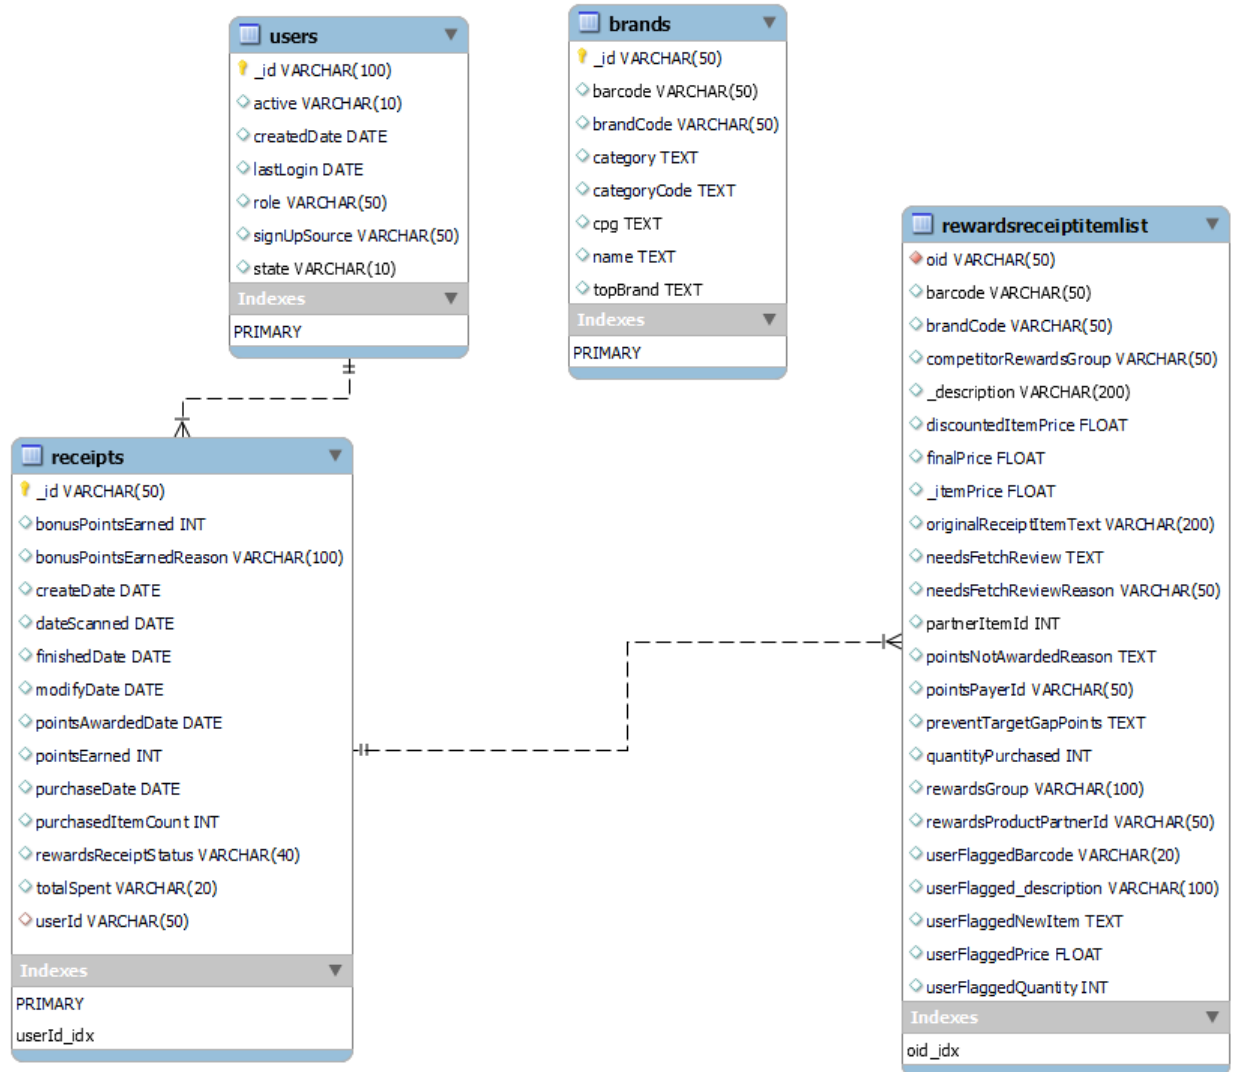 users
_id VARCHAR(100)
active VARCHAR(10)
createdDate DATE
lastLogin DATE
role VARCHAR(50)
signUpSource VARCHAR(50)
state VARCHAR(10)
Indexes
PRIMARY
brands
_id VARCHAR(50)
barcode VARCHAR(50)
brandCode VARCHAR(50)
category TEXT
categoryCode TEXT
cpg TEXT
name TEXT
topBrand TEXT
Indexes
PRIMARY
receipts
_id VARCHAR(50)
bonusPointsEarned INT
bonusPointsEarnedReason VARCHAR(100)
createDate DATE
dateScanned DATE
finishedDate DATE
modifyDate DATE
pointsAwardedDate DATE
pointsEarned INT
purchaseDate DATE
purchasedItemCount INT
rewardsReceiptStatus VARCHAR(40)
totalSpent VARCHAR(20)
userId VARCHAR(50)
Indexes
PRIMARY
userId_idx
rewardsreceiptitemlist
oid VARCHAR(50)
barcode VARCHAR(50)
brandCode VARCHAR(50)
competitorRewardsGroup VARCHAR(50)
_description VARCHAR(200)
discountedItemPrice FLOAT
finalPrice FLOAT
_itemPrice FLOAT
originalReceiptItemText VARCHAR(200)
needsFetchReview TEXT
needsFetchReviewReason VARCHAR(50)
partnerItemId INT
pointsNotAwardedReason TEXT
pointsPayerId VARCHAR(50)
preventTargetGapPoints TEXT
quantityPurchased INT
rewardsGroup VARCHAR(100)
rewardsProductPartnerId VARCHAR(50)
userFlaggedBarcode VARCHAR(20)
userFlagged_description VARCHAR(100)
userFlaggedNewItem TEXT
userFlaggedPrice FLOAT
userFlaggedQuantity INT
Indexes
oid_idx